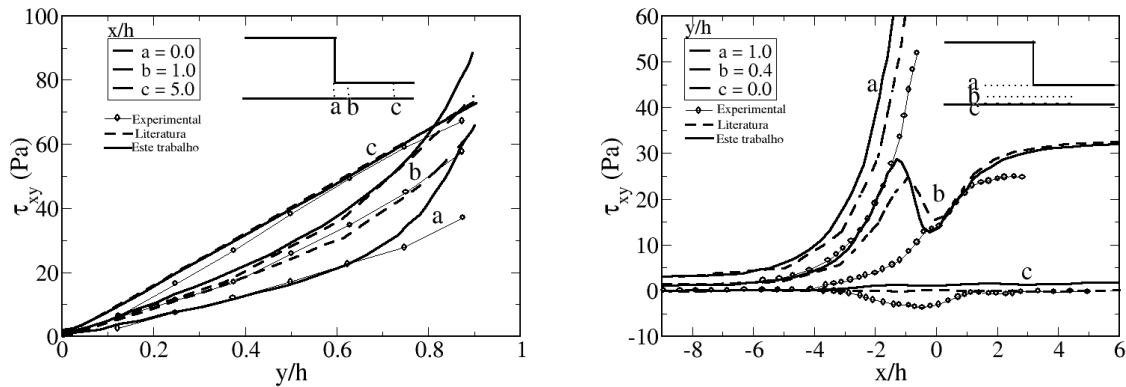 x/h
a = 0.0
b = 1.0
c = 5.0
Experimental
Literatura
Este trabalho
a b c
c
b
a
τxy (Pa)
100
80
60
40
20
0
0 0.2 0.4 0.6 0.8 1
y/h
y/h
a = 1.0
b = 0.4
c = 0.0
Experimental
Literatura
Este trabalho
a
b
c
a
b
c
τxy (Pa)
60
50
40
30
20
10
0
-10
-8 -6 -4 -2 0 2 4 6
x/h